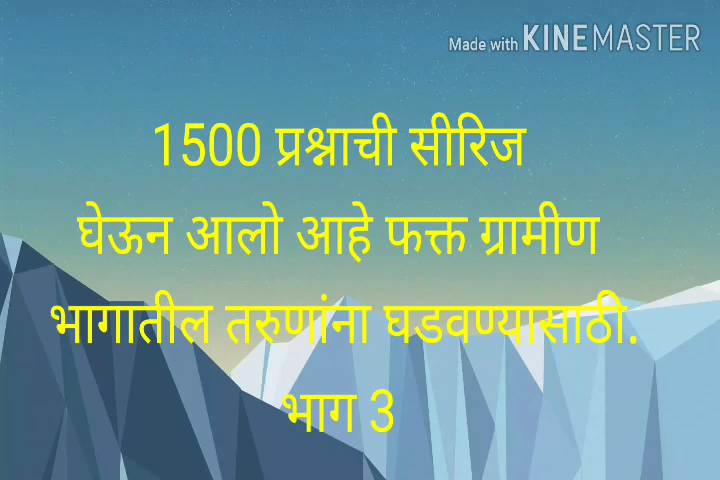 Made with KINEMASTER
1500 प्रश्नाची सीरिज
घेऊन आलो आहे फक्त ग्रामीण
भागातील तरुणांना घडवण्यासाठी.
भाग 3